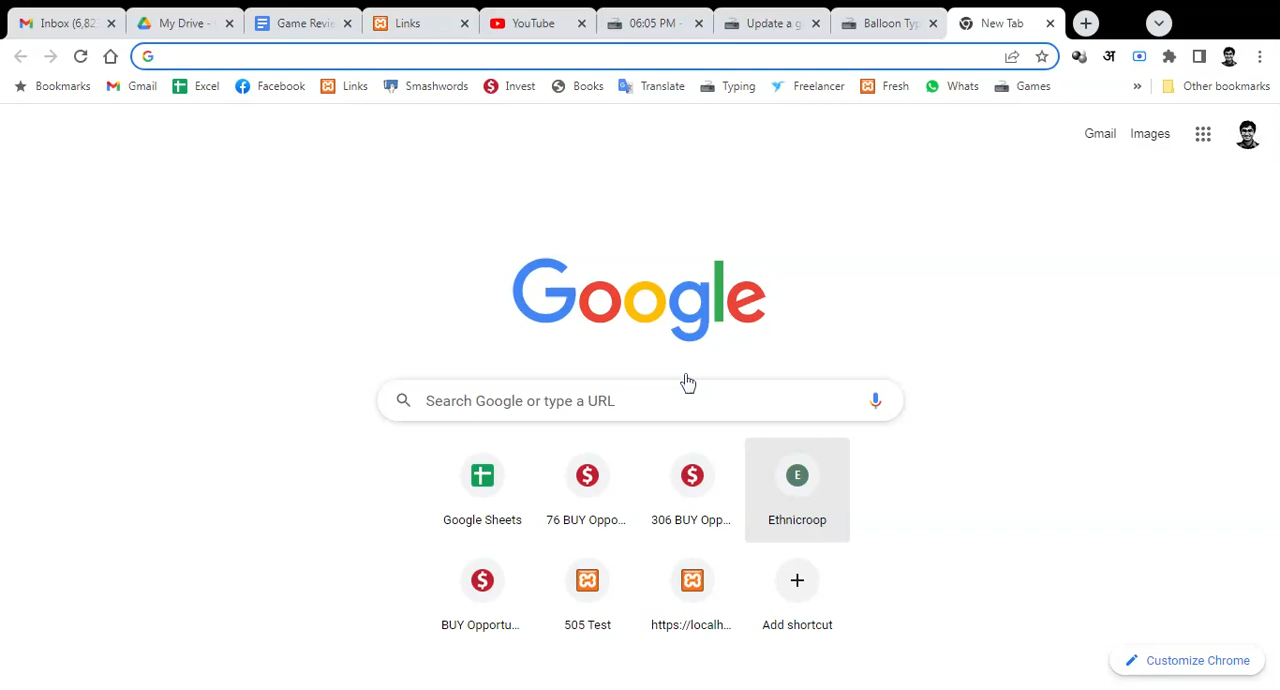 Inbox (6,82 My Drive - Game Revie Links YouTube 06:05 PM - Update a g Balloon Typ New Tab
Bookmarks Gmail Excel Facebook Links Smashwords Invest Books Translate Typing Freelancer Fresh Whats Games » Other bookmarks
Gmail Images
Google
Search Google or type a URL
Google Sheets 76 BUY Oppo... 306 BUY Opp... Ethnicroop
BUY Opportu... 505 Test https://localh... Add shortcut
Customize Chrome